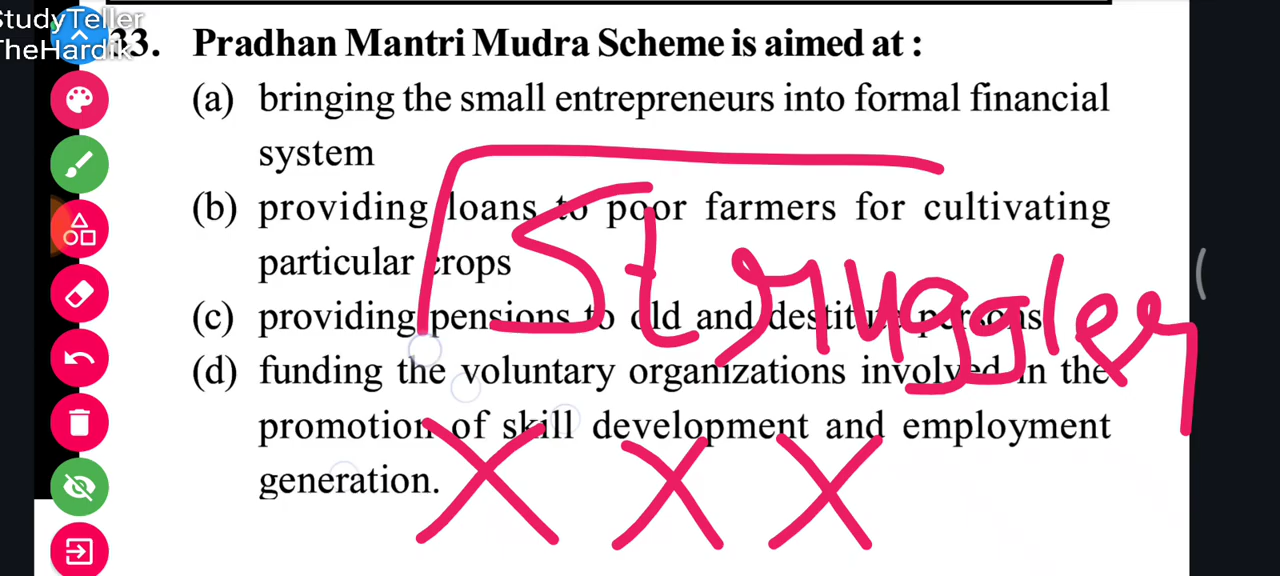 StudyTeller
TheHardik
33. Pradhan Mantri Mudra Scheme is aimed at :
(a) bringing the small entrepreneurs into formal financial
system
(b) providing loans to poor farmers for cultivating
particular crops
(c) providing pensions to old and destitute persons
(d) funding the voluntary organizations involved in the
promotion of skill development and employment
generation.
Struggler
X X X